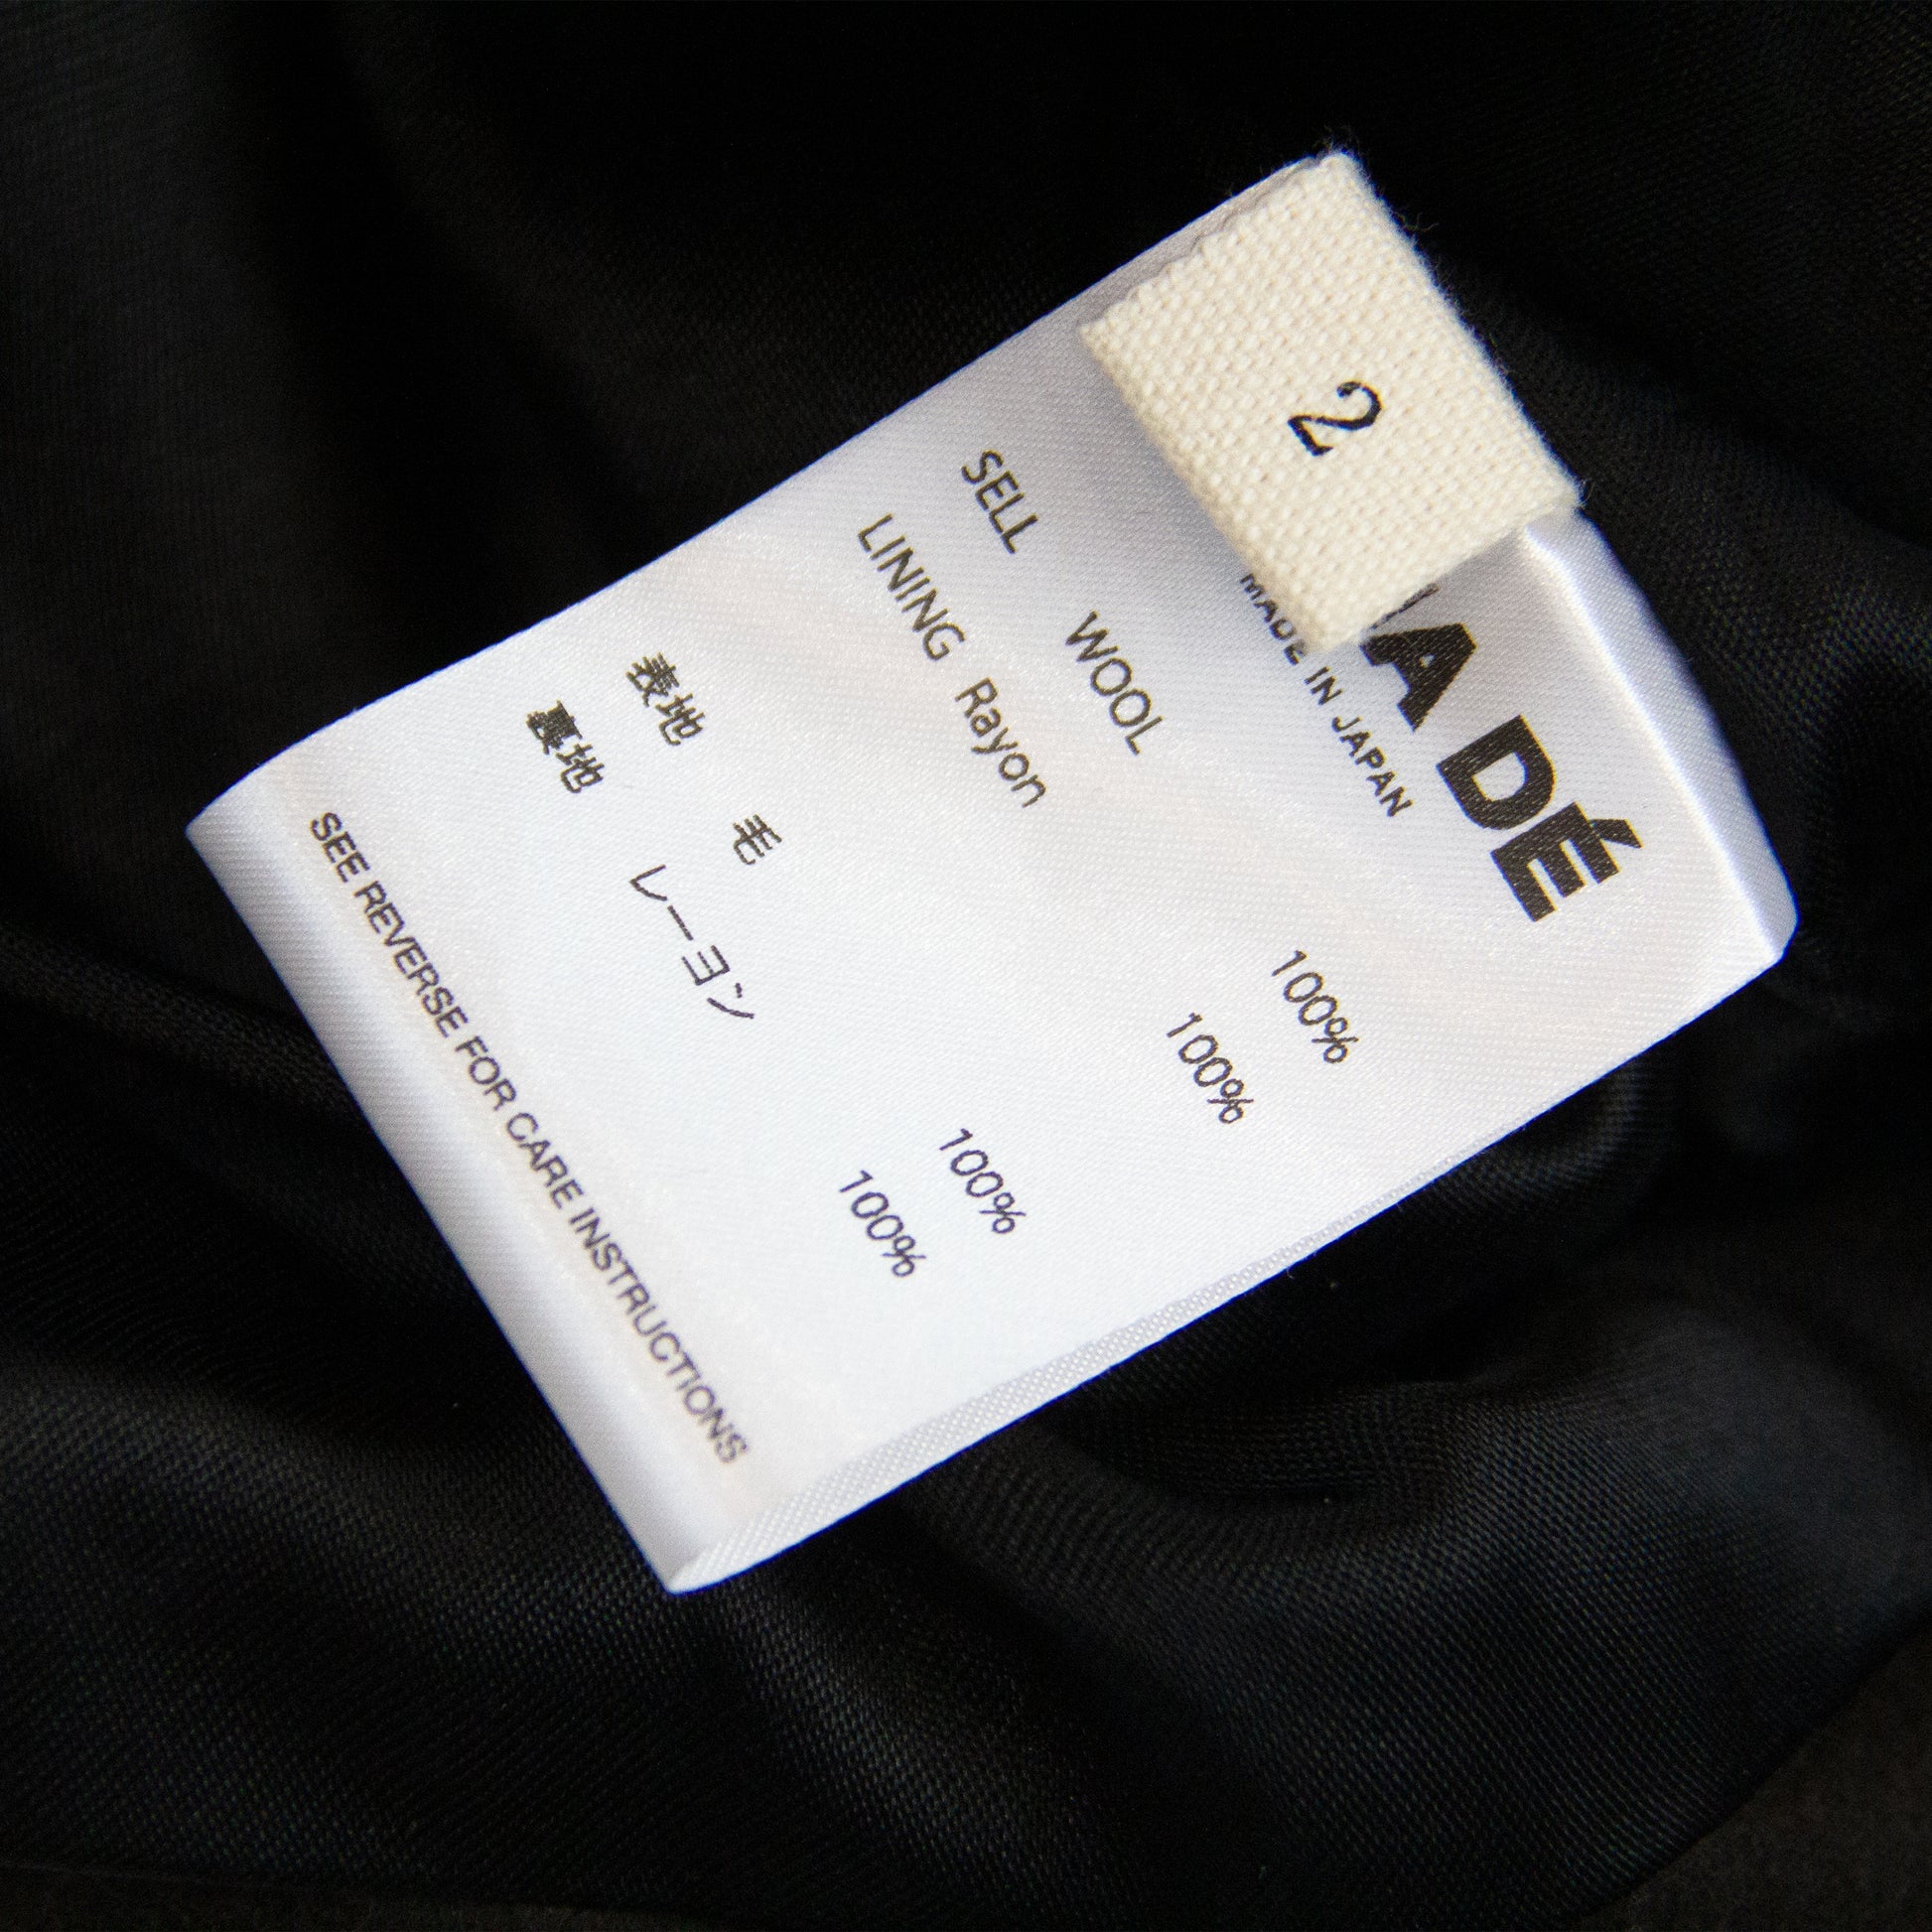 2
A DÉ
MADE IN JAPAN
SELL WOOL 100%
LINING Rayon 100%
表地 毛 100%
裏地 レーヨン 100%
SEE REVERSE FOR CARE INSTRUCTIONS